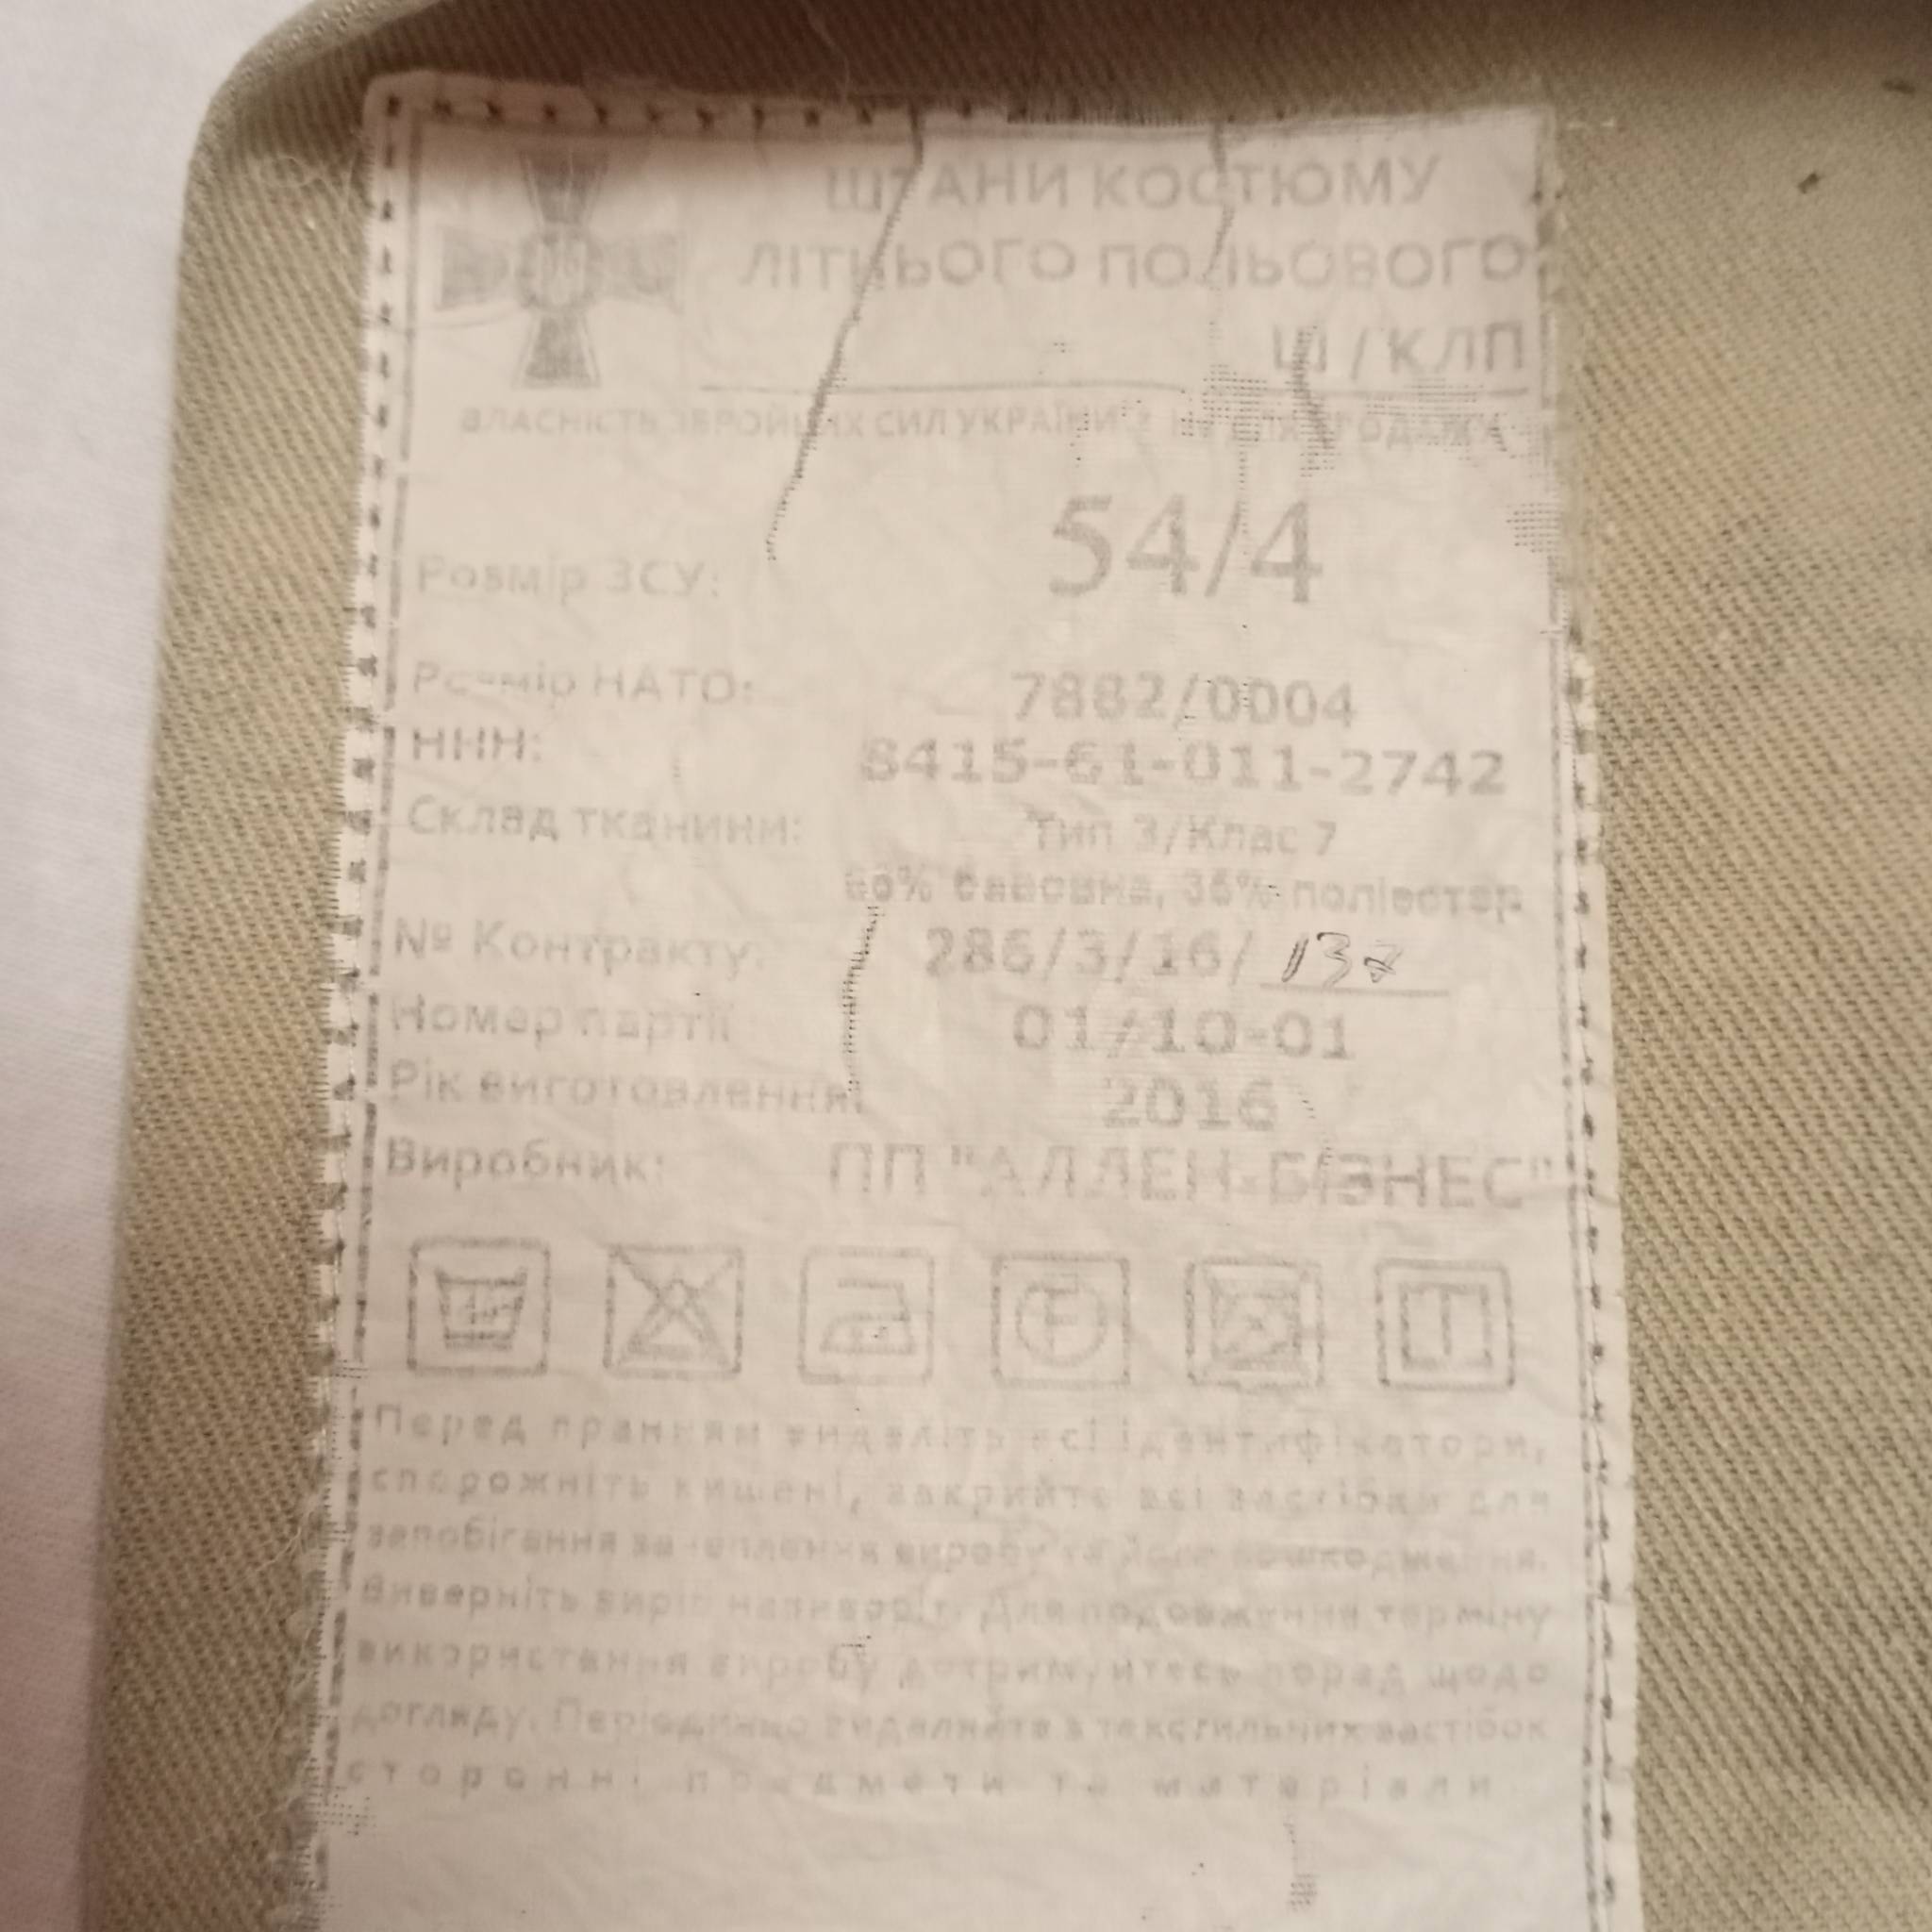 ШТАНИ КОСТЮМУ
ЛІТНЬОГО ПОЛЬОВОГО
Ш / КЛП
ВЛАСНІСТЬ ЗБРОЙНИХ СИЛ УКРАЇНИ НЕ ДЛЯ ПРОДАЖУ
Розмір ЗСУ: 54/4
Розмір НАТО: 7882/0004
ННН: 8415-61-011-2742
Склад тканини: Тип 3/Клас 7
бавовна, 35% поліестер
№ Контракту: 286/3/16/ 137
Номер партії 01/10-01
Рік виготовлення: 2016
Виробник: ПП "АЛЛЕН-БІЗНЕС"
Перед пранням видаліть всі ідентифікатори,
спорожніть кишені, закрийте всі застібки для
запобігання зачеплення виробу та його пошкодження.
Виверніть виріб навиворіт. Для подовження терміну
використання виробу дотримуйтесь порад щодо
догляду. Періодично видаляйте з текстильних застібок
сторонні предмети та матеріали